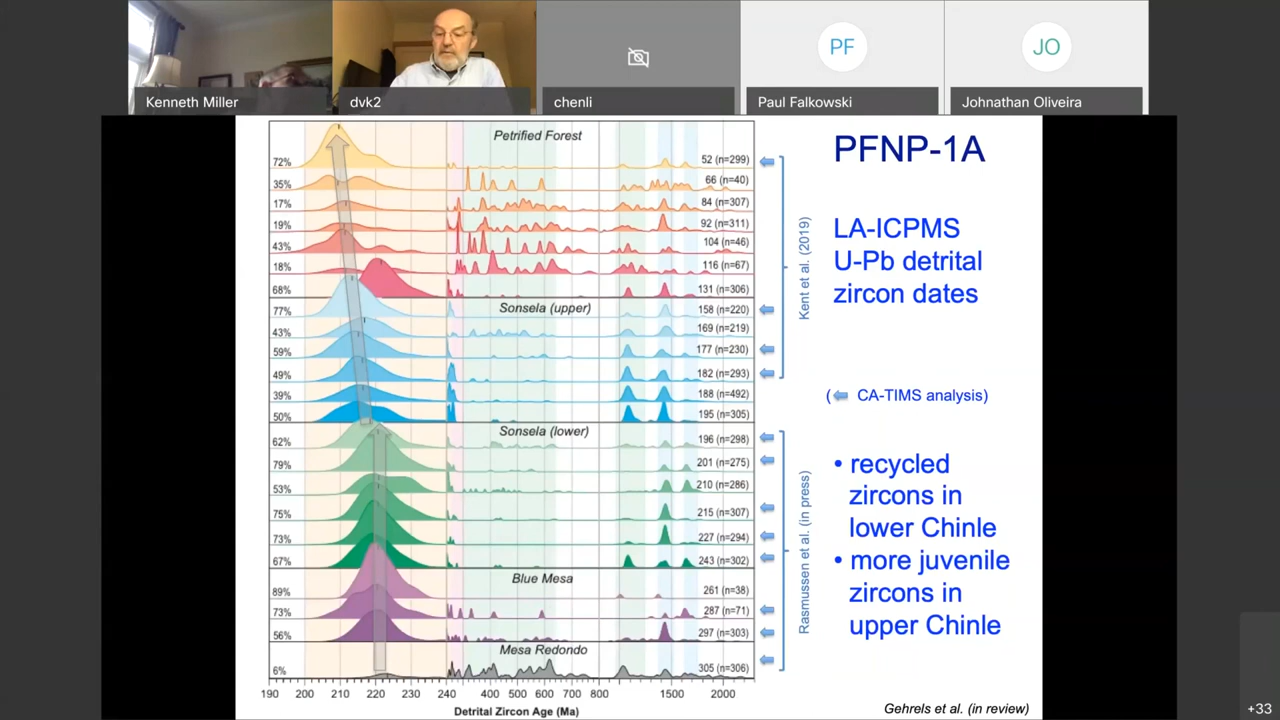 PF
JO
Kenneth Miller
dvk2
chenli
Paul Falkowski
Johnathan Oliveira
PFNP-1A
LA-ICPMS
U-Pb detrital
zircon dates
Petrified Forest
72% 52 (n=299)
35% 66 (n=40)
17% 84 (n=307)
19% 92 (n=311)
43% 104 (n=46)
18% 116 (n=67)
68% 131 (n=306)
Sonsela (upper)
77% 158 (n=220)
43% 169 (n=219)
59% 177 (n=230)
49% 182 (n=293)
39% 188 (n=492)
50% 195 (n=305)
Sonsela (lower)
62% 196 (n=298)
79% 201 (n=275)
53% 210 (n=286)
75% 215 (n=307)
73% 227 (n=294)
67% 243 (n=302)
Blue Mesa
89% 261 (n=38)
73% 287 (n=71)
56% 297 (n=303)
Mesa Redondo
6% 305 (n=306)
190 200 210 220 230 240 400 600 700 800 1500 2000
Detrital Zircon Age (Ma)
Kent et al. (2019)
Rasmussen et al. (in press)
( CA-TIMS analysis)
• recycled
zircons in
lower Chinle
• more juvenile
zircons in
upper Chinle
Gehrels et al. (in review)
+33